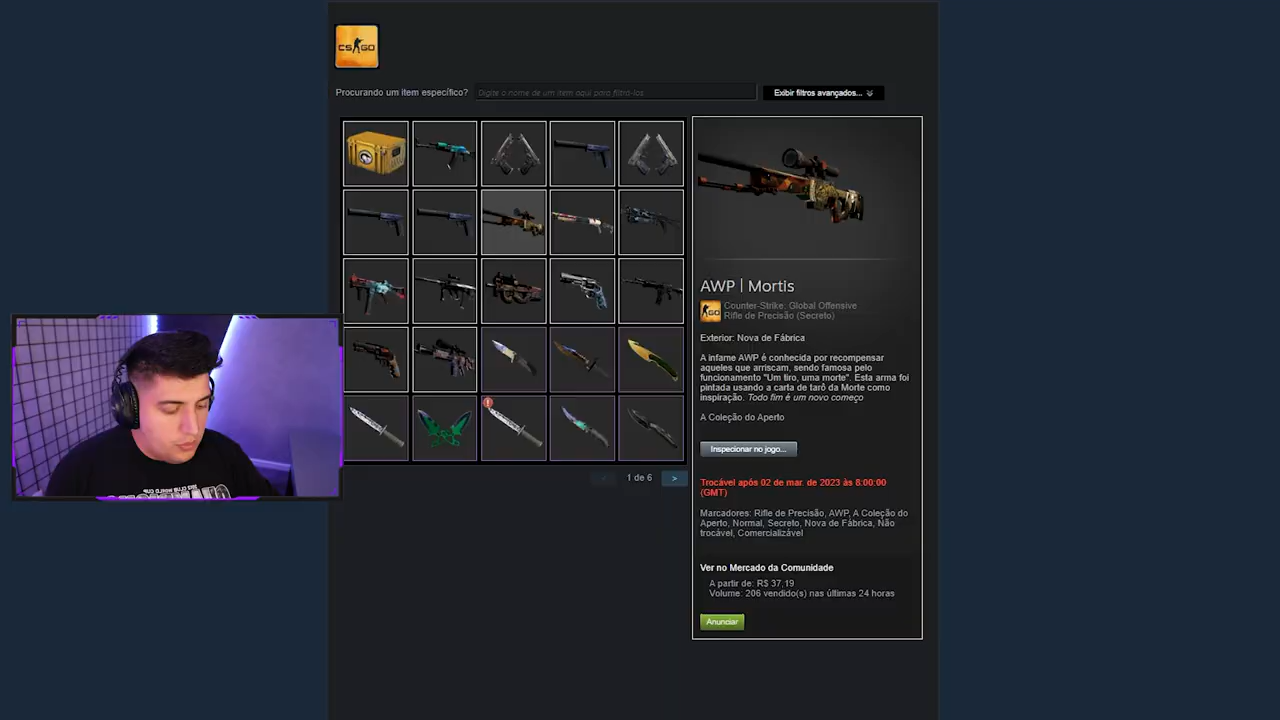 CS GO
Procurando um item específico?
Digite o nome de um item aqui para filtrá-los
Exibir filtros avançados...
AWP | Mortis
Counter-Strike: Global Offensive
Rifle de Precisão (Secreto)
Exterior: Nova de Fábrica
A infame AWP é conhecida por recompensar
aqueles que arriscam, sendo famosa pelo
funcionamento "Um tiro, uma morte". Esta arma foi
pintada usando a carta de tarô da Morte como
inspiração. Todo fim é um novo começo
A Coleção do Aperto
Inspecionar no jogo...
1 de 6
>
Trocável após 02 de mar. de 2023 às 8:00:00
(GMT)
Marcadores: Rifle de Precisão, AWP, A Coleção do
Aperto, Normal, Secreto, Nova de Fábrica, Não
trocável, Comercializável
Ver no Mercado da Comunidade
A partir de: R$ 37,19
Volume: 206 vendido(s) nas últimas 24 horas
Anunciar